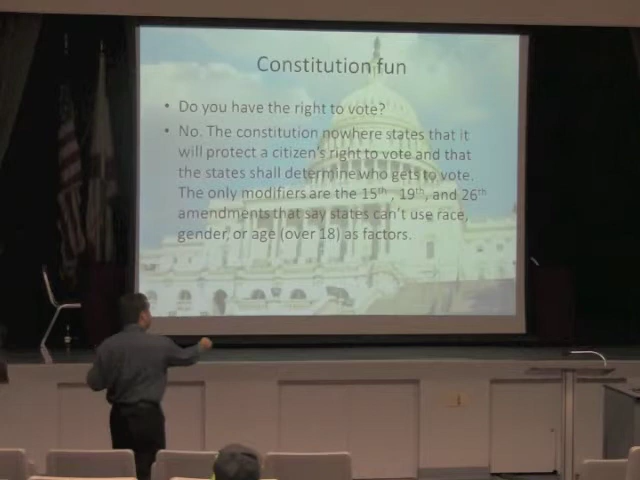 Constitution fun
• Do you have the right to vote?
• No. The constitution nowhere states that it
will protect a citizen's right to vote and that
the states shall determine who gets to vote.
The only modifiers are the 15th, 19th, and 26th
amendments that say states can't use race,
gender, or age (over 18) as factors.